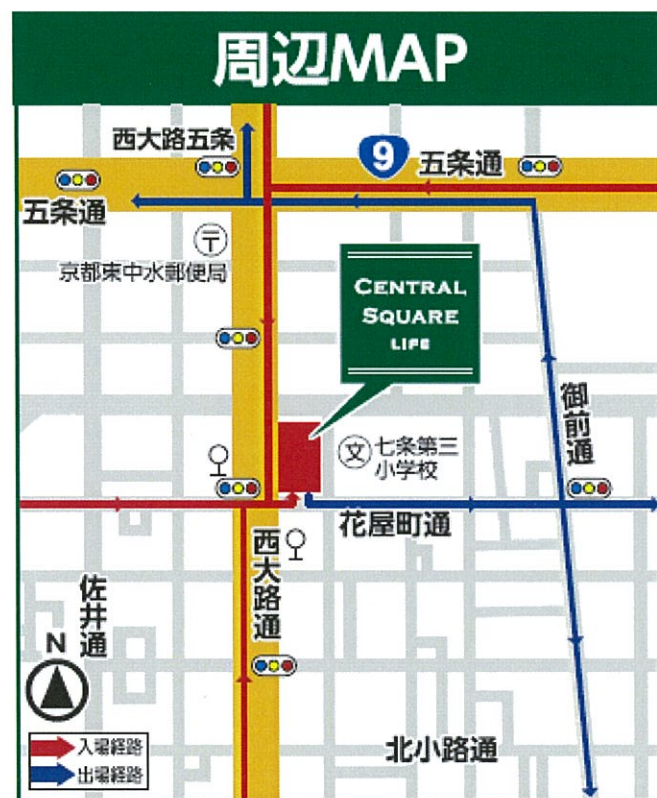 周辺MAP
西大路五条
9
五条通
五条通
〒
京都東中水郵便局
CENTRAL
SQUARE
LIFE
御前通
文
七条第三
小学校
花屋町通
西大路通
佐井通
N
北小路通
入場経路
出場経路